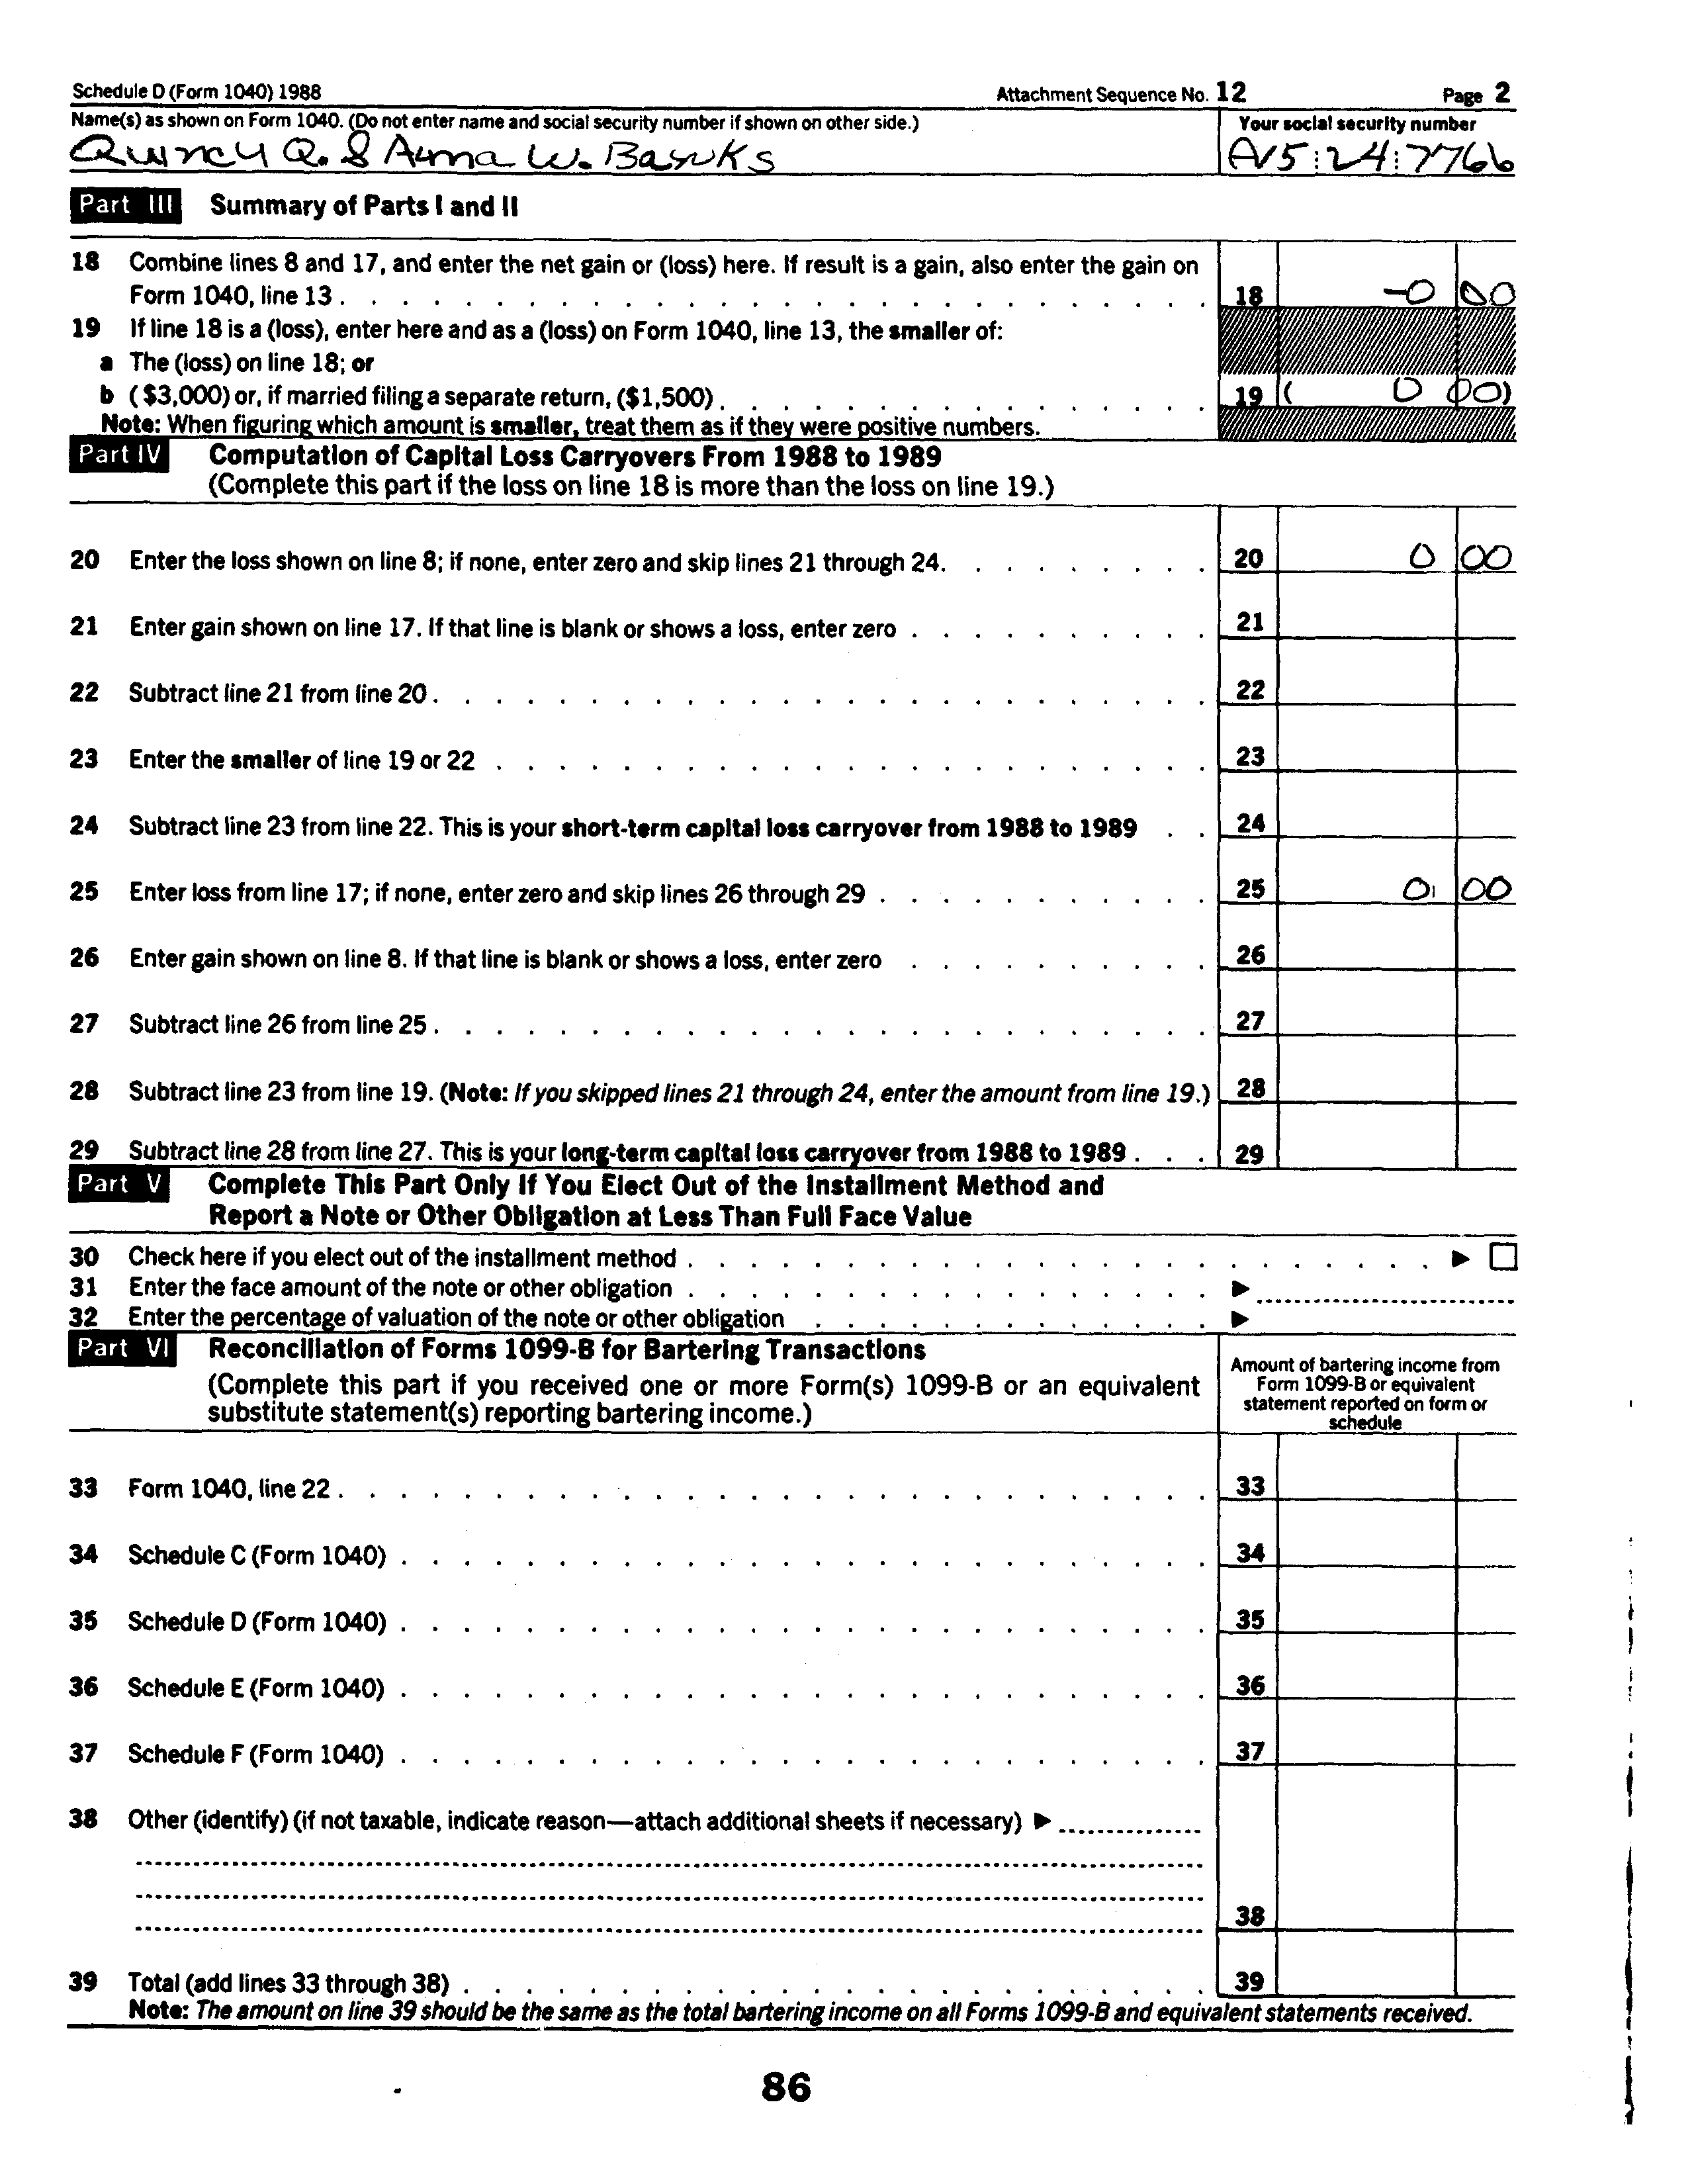 Schedule D (Form 1040) 1988 Attachment Sequence No. 12 Page 2
Name(s) as shown on Form 1040. (Do not enter name and social security number if shown on other side.) Your social security number
Quincy Q. & Anna W. :24:7766
Part III Summary of Parts I and II
18 Combine lines 8 and 17, and enter the net gain or (loss) here. If result is a gain, also enter the gain on
Form 1040, line 13 . 18 -0 00
19 If line 18 is a (loss), enter here and as a (loss) on Form 1040, line 13, the smaller of:
a The (loss) on line 18; or
b ($3,000) or, if married filing a separate return, ($1,500) . 19 ( 0 00)
Note: When figuring which amount is smaller, treat them as if they were positive numbers.
Part IV Computation of Capital Loss Carryovers From 1988 to 1989
(Complete this part if the loss on line 18 is more than the loss on line 19.)
20 Enter the loss shown on line 8; if none, enter zero and skip lines 21 through 24. 20 0 00
21 Enter gain shown on line 17. If that line is blank or shows a loss, enter zero . 21
22 Subtract line 21 from line 20 . 22
23 Enter the smaller of line 19 or 22 . 23
24 Subtract line 23 from line 22. This is your short-term capital loss carryover from 1988 to 1989 . 24
25 Enter loss from line 17; if none, enter zero and skip lines 26 through 29 . 25 0 00
26 Enter gain shown on line 8. If that line is blank or shows a loss, enter zero . 26
27 Subtract line 26 from line 25 . 27
28 Subtract line 23 from line 19. (Note: If you skipped lines 21 through 24, enter the amount from line 19.) 28
29 Subtract line 28 from line 27. This is your long-term capital loss carryover from 1988 to 1989 . 29
Part V Complete This Part Only If You Elect Out of the Installment Method and
Report a Note or Other Obligation at Less Than Full Face Value
30 Check here if you elect out of the installment method . ▶ ☐
31 Enter the face amount of the note or other obligation . ▶
32 Enter the percentage of valuation of the note or other obligation . ▶
Part VI Reconciliation of Forms 1099-B for Bartering Transactions
(Complete this part if you received one or more Form(s) 1099-B or an equivalent
substitute statement(s) reporting bartering income.)
Amount of bartering income from
Form 1099-B or equivalent
statement reported on form or
schedule
33 Form 1040, line 22 . 33
34 Schedule C (Form 1040) . 34
35 Schedule D (Form 1040) . 35
36 Schedule E (Form 1040) . 36
37 Schedule F (Form 1040) . 37
38 Other (identify) (if not taxable, indicate reason—attach additional sheets if necessary) ▶
38
39 Total (add lines 33 through 38) . 39
Note: The amount on line 39 should be the same as the total bartering income on all Forms 1099-B and equivalent statements received.
86